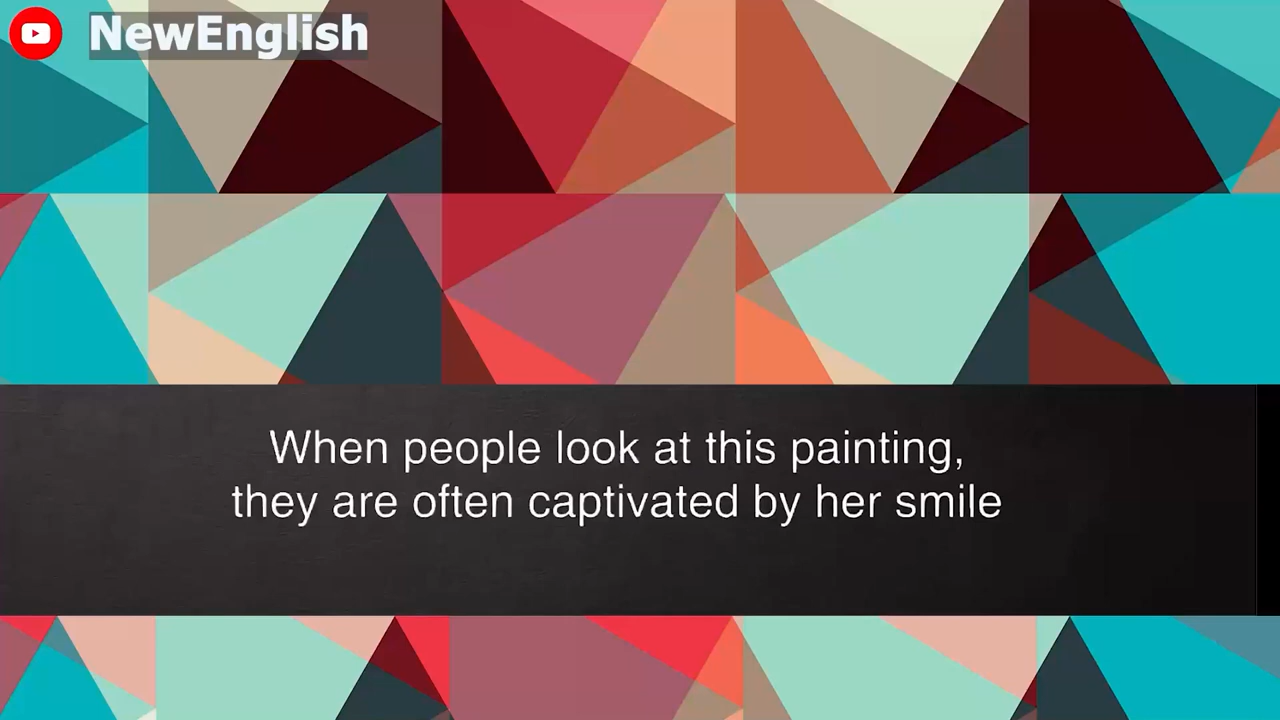 NewEnglish
When people look at this painting,
they are often captivated by her smile